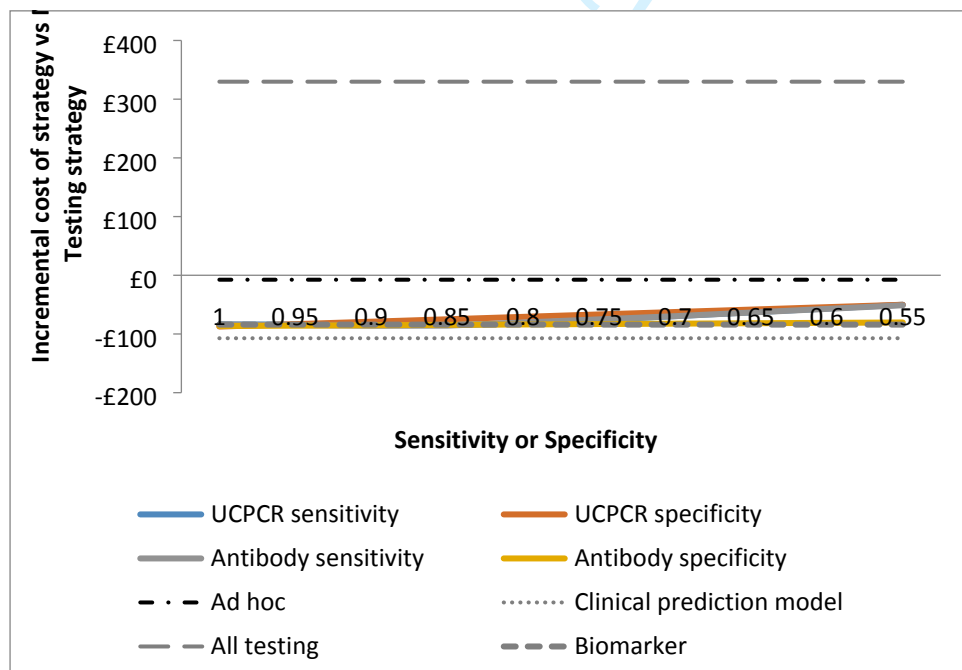 Incremental cost of strategy vs
Testing strategy
£400
£300
£200
£100
£0
-£100
-£200
1 0.95 0.9 0.85 0.8 0.75 0.7 0.65 0.6 0.55
Sensitivity or Specificity
UCPCR sensitivity
UCPCR specificity
Antibody sensitivity
Antibody specificity
Ad hoc
Clinical prediction model
All testing
Biomarker